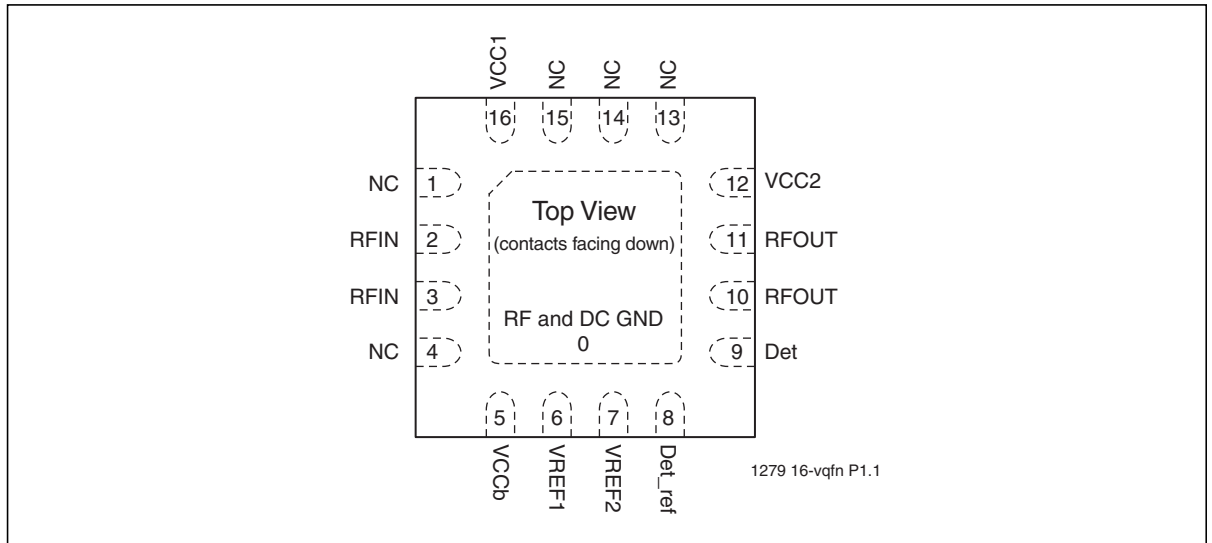 VCC1
NC
NC
NC
16
15
14
13
NC
1
12
VCC2
Top View
RFIN
2
(contacts facing down)
11
RFOUT
RFIN
3
10
RFOUT
RF and DC GND
0
NC
4
9
Det
5
6
7
8
VCCb
VREF1
VREF2
Det_ref
1279 16-vqfn P1.1